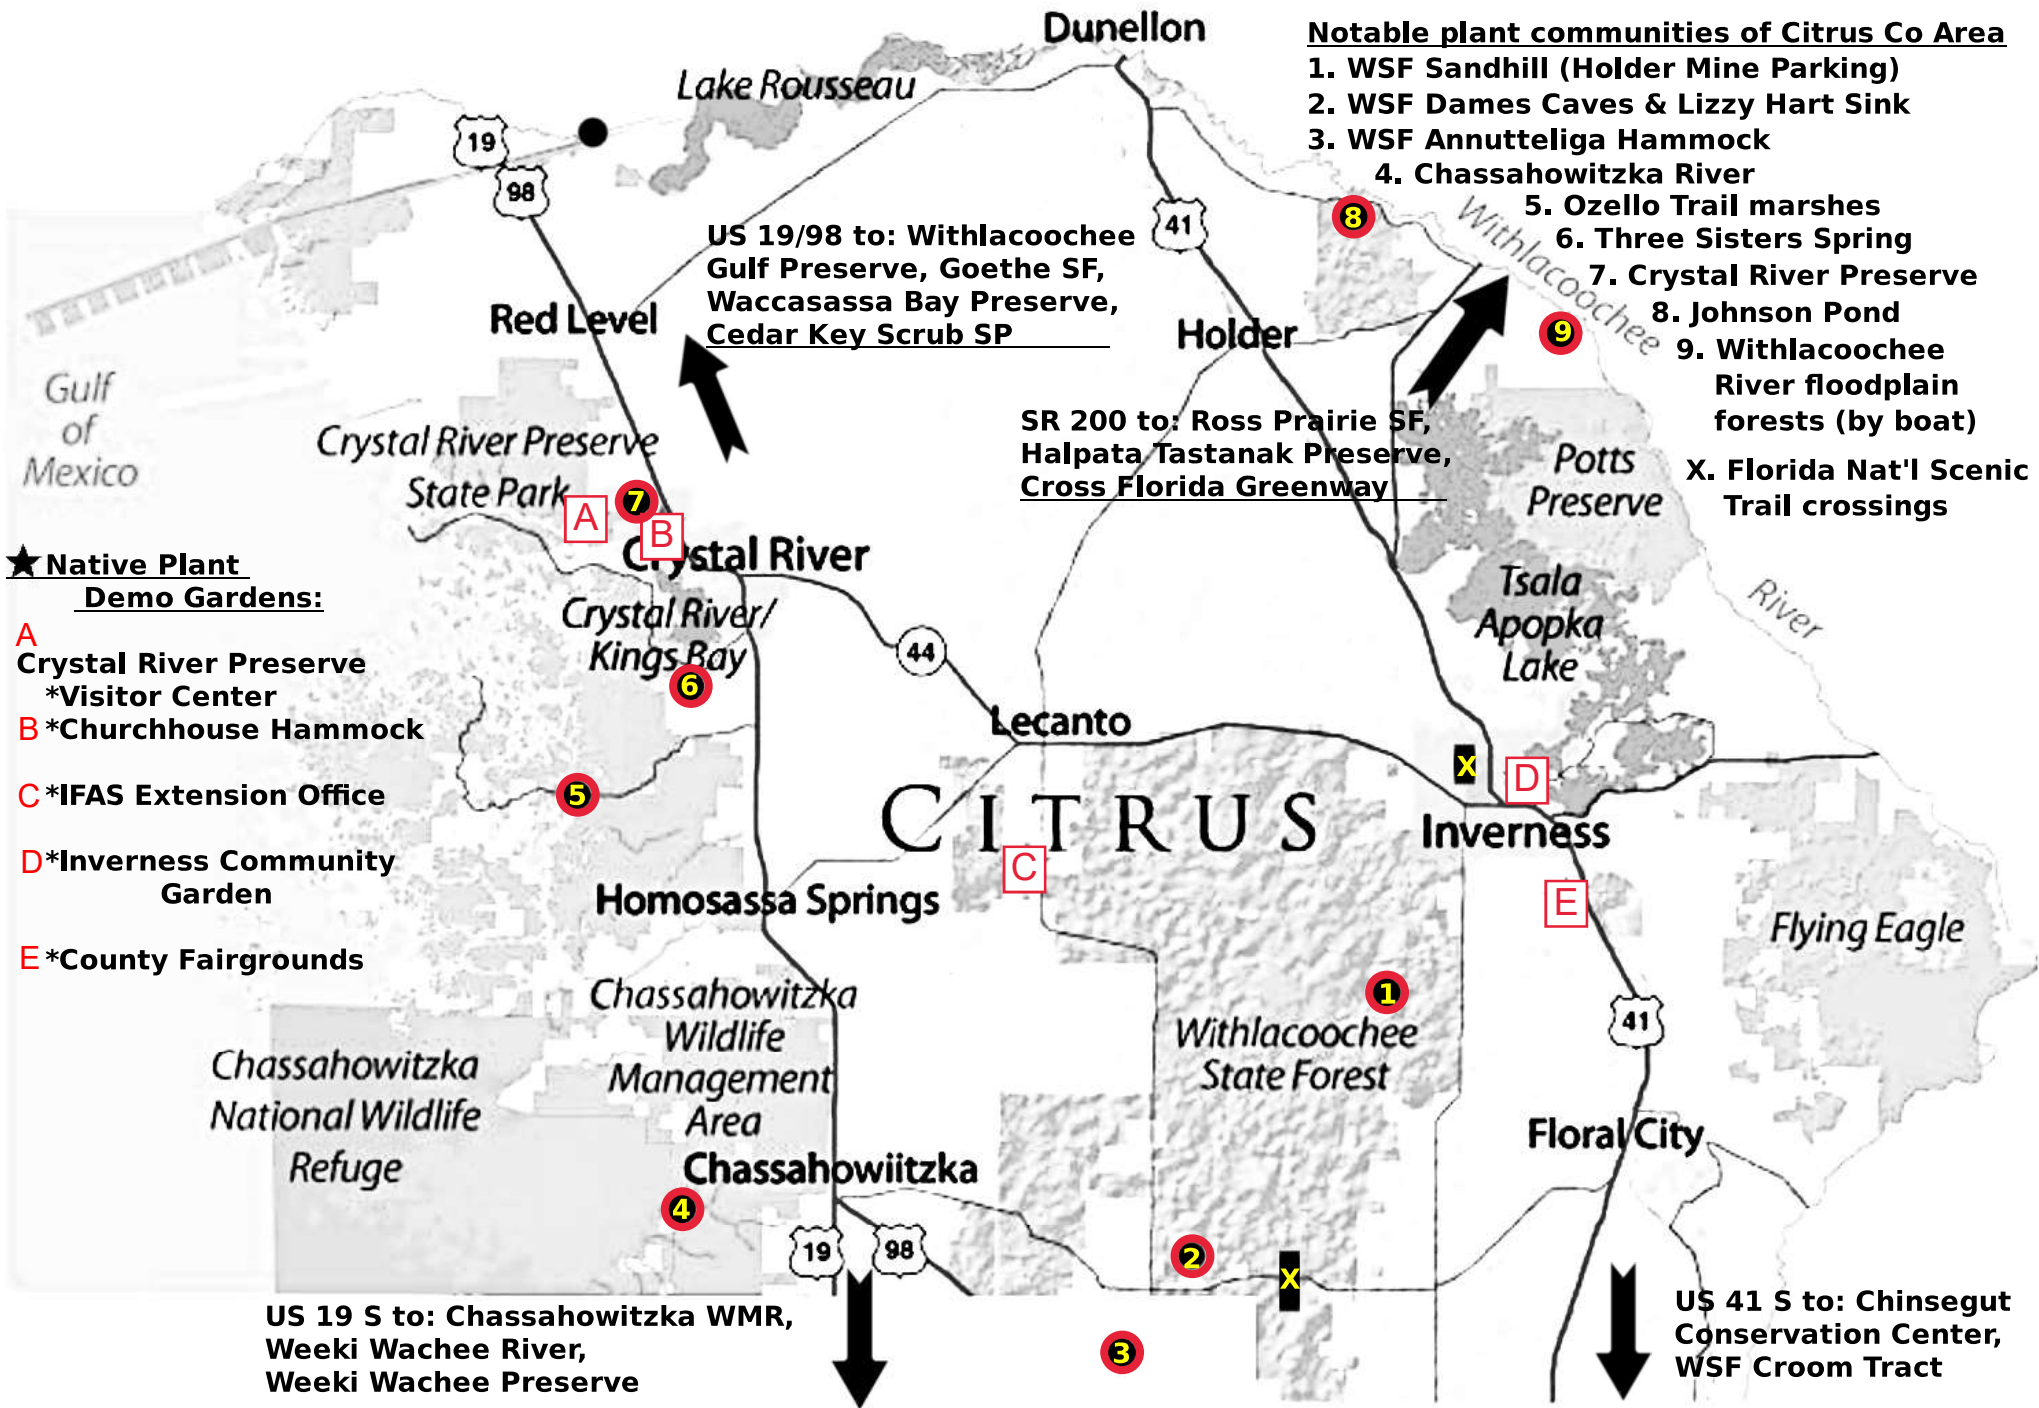 Dunellon
Notable plant communities of Citrus Co Area
1. WSF Sandhill (Holder Mine Parking)
2. WSF Dames Caves & Lizzy Hart Sink
3. WSF Annutteliga Hammock
4. Chassahowitzka River
5. Ozello Trail marshes
6. Three Sisters Spring
7. Crystal River Preserve
8. Johnson Pond
9. Withlacoochee
River floodplain
forests (by boat)
X. Florida Nat'l Scenic
Trail crossings
Lake Rousseau
19
98
41
8
Withlacoochee
River
9
US 19/98 to: Withlacoochee
Gulf Preserve, Goethe SF,
Waccasassa Bay Preserve,
Cedar Key Scrub SP
Red Level
Holder
Gulf
of
Mexico
SR 200 to: Ross Prairie SF,
Halpata Tastanak Preserve,
Cross Florida Greenway
Crystal River Preserve
State Park
Potts
Preserve
A
7
B
Crystal River
★ Native Plant
Demo Gardens:
A
Crystal River Preserve
*Visitor Center
B *Churchhouse Hammock
C *IFAS Extension Office
D *Inverness Community
Garden
E *County Fairgrounds
Crystal River/
Kings Bay
6
44
Tsala
Apopka
Lake
Lecanto
X
D
5
CITRUS
Inverness
C
Homosassa Springs
E
Flying Eagle
Chassahowitzka
Wildlife
Management
Area
1
Withlacoochee
State Forest
41
Chassahowitzka
National Wildlife
Refuge
Floral City
Chassahowiitzka
4
19
98
2
X
3
US 19 S to: Chassahowitzka WMR,
Weeki Wachee River,
Weeki Wachee Preserve
US 41 S to: Chinsegut
Conservation Center,
WSF Croom Tract